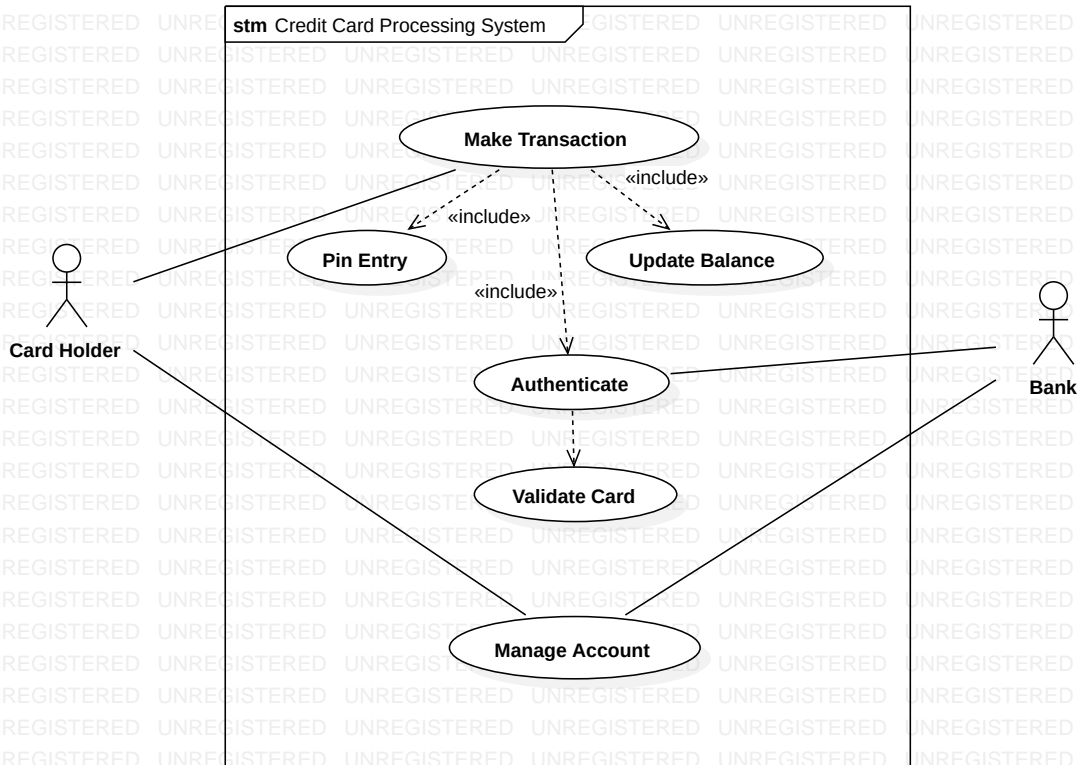 stm Credit Card Processing System
Make Transaction
«include»
«include»
Pin Entry
Update Balance
«include»
Card Holder
Authenticate
Bank
Validate Card
Manage Account
UNREGISTERED